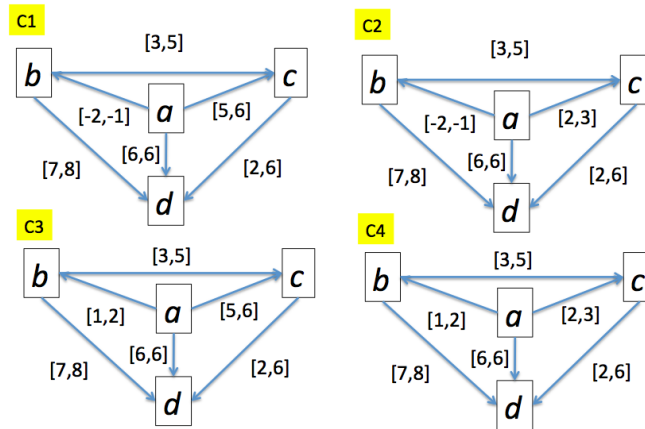 C1
[3,5]
b
c
a
[-2,-1]
[5,6]
[7,8]
[6,6]
[2,6]
d
C2
[3,5]
b
c
a
[-2,-1]
[2,3]
[7,8]
[6,6]
[2,6]
d
C3
[3,5]
b
c
a
[1,2]
[5,6]
[7,8]
[6,6]
[2,6]
d
C4
[3,5]
b
c
a
[1,2]
[2,3]
[7,8]
[6,6]
[2,6]
d